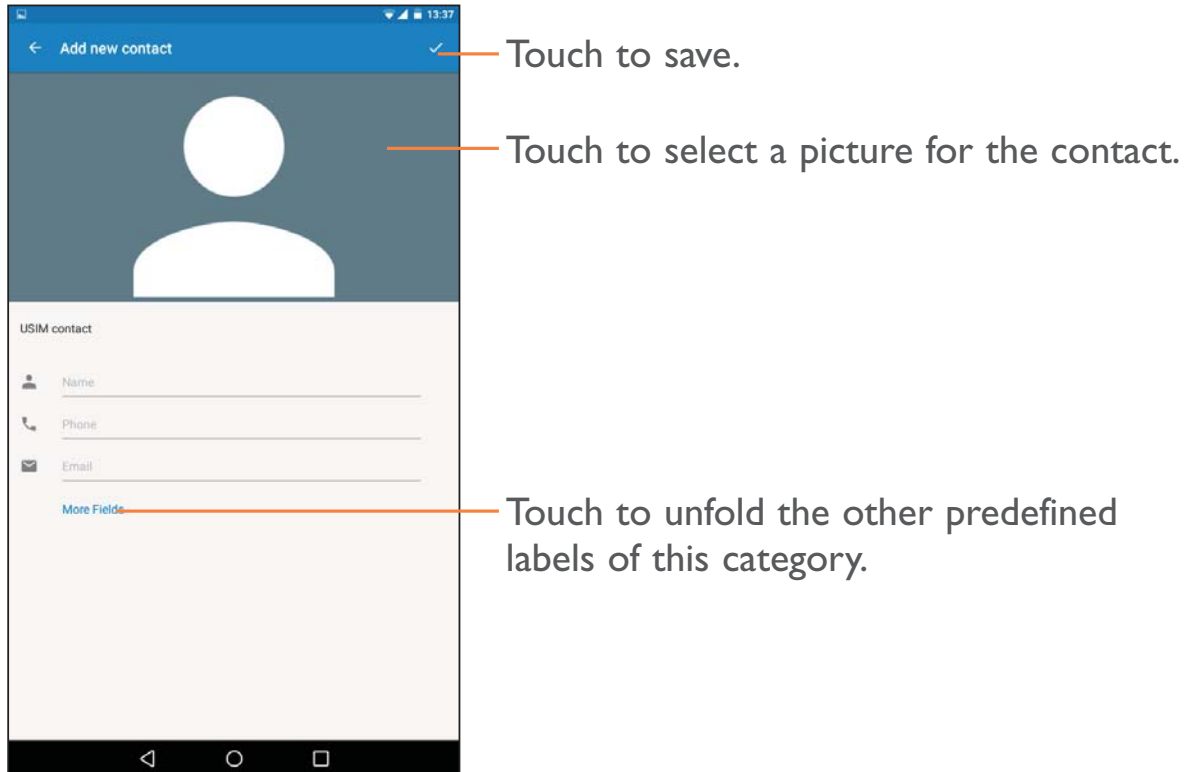 13:37
Add new contact
Touch to save.
Touch to select a picture for the contact.
USIM contact
Name
Phone
Email
More Fields
Touch to unfold the other predefined
labels of this category.